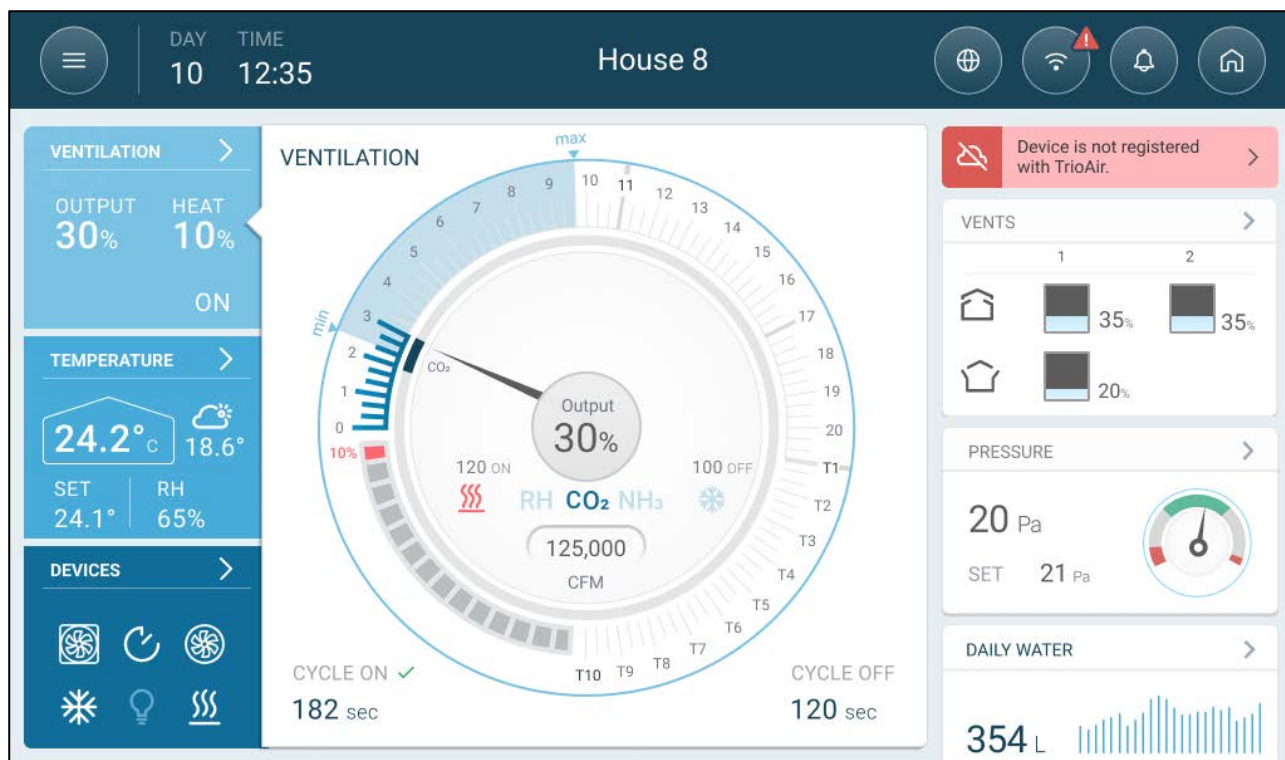 DAY TIME
10 12:35
House 8
VENTILATION
OUTPUT HEAT
30% 10%
ON
TEMPERATURE
24.2°C 18.6°
SET RH
24.1° 65%
DEVICES
VENTILATION
max
min
0
1
2
3
4
5
6
7
8
9
10
11
12
13
14
15
16
17
18
19
20
T1
T2
T3
T4
T5
T6
T7
T8
T9
T10
10%
CO₂
Output
30%
120 ON
100 OFF
RH CO₂ NH₃
125,000
CFM
CYCLE ON
182 sec
CYCLE OFF
120 sec
Device is not registered
with TrioAir.
VENTS
1 2
35% 35%
20%
PRESSURE
20 Pa
SET 21 Pa
DAILY WATER
354 L